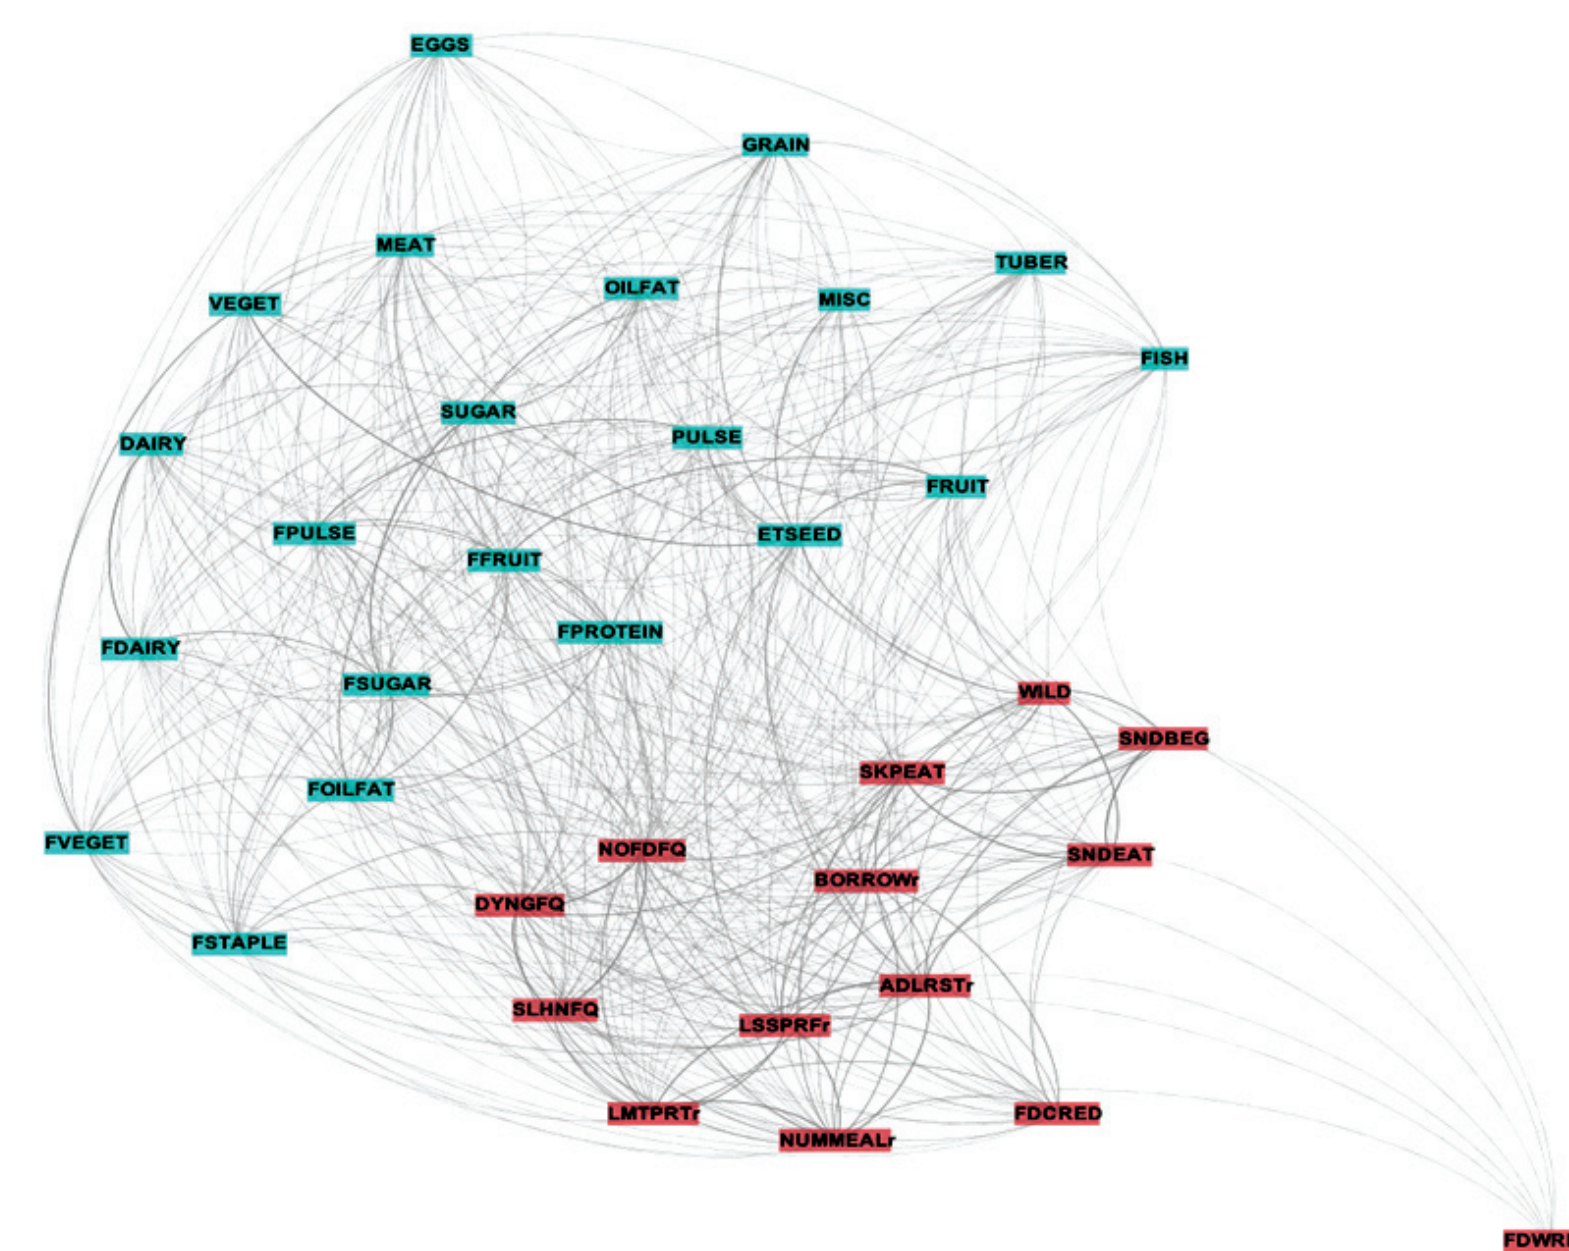 EGGS
GRAIN
MEAT
TUBER
OILFAT
MISC
VEGET
FISH
SUGAR
PULSE
DAIRY
FRUIT
FPULSE
ETSEED
FFRUIT
FPROTEIN
FDAIRY
FSUGAR
WILD
SNDBEG
SKPEAT
FOILFAT
FVEGET
NOFDFQ
SNDEAT
BORROWr
DYNGFQ
FSTAPLE
ADLRSTr
SLHNFQ
LSSPRFr
LMTPRTr
FDCRED
NUMMEALr